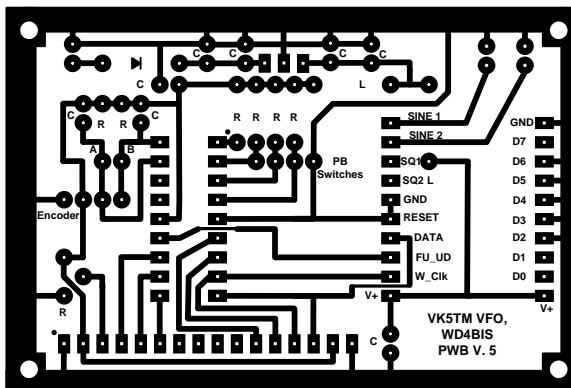 C
C
C
C
C
L
C
R
R
C
R R R R
A
B
PB
Switches
Encoder
R
SINE 1
SINE 2
SQ1
SQ2 L
GND
RESET
DATA
FU_UD
W_Clk
V+
GND
D7
D6
D5
D4
D3
D2
D1
D0
V+
C
VK5TM VFO,
WD4BIS
PWB V. 5